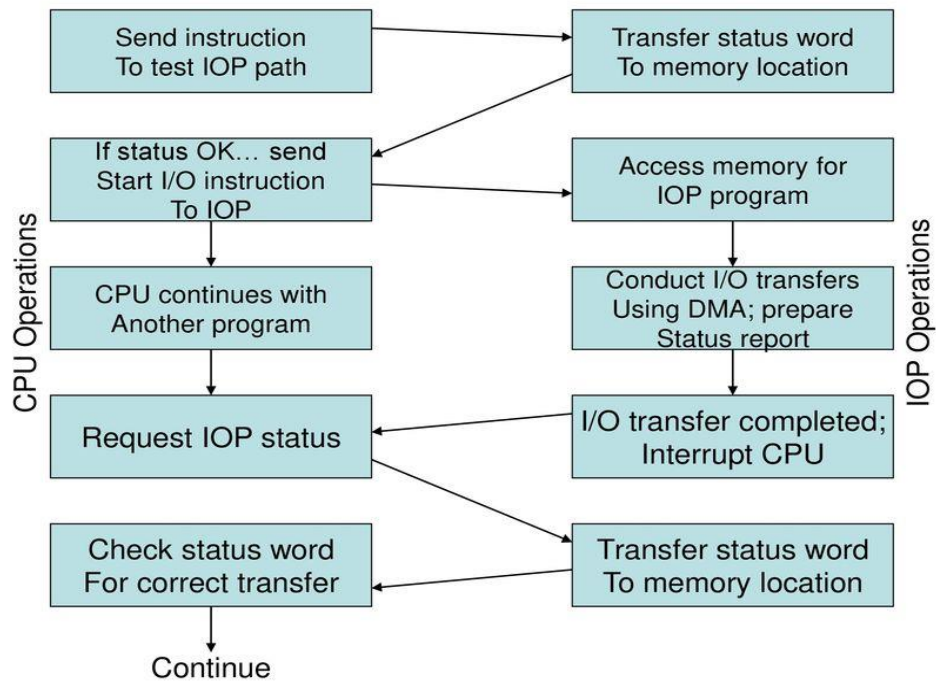 Send instruction
To test IOP path
Transfer status word
To memory location
If status OK… send
Start I/O instruction
To IOP
Access memory for
IOP program
CPU Operations
CPU continues with
Another program
Conduct I/O transfers
Using DMA; prepare
Status report
IOP Operations
Request IOP status
I/O transfer completed;
Interrupt CPU
Check status word
For correct transfer
Transfer status word
To memory location
Continue